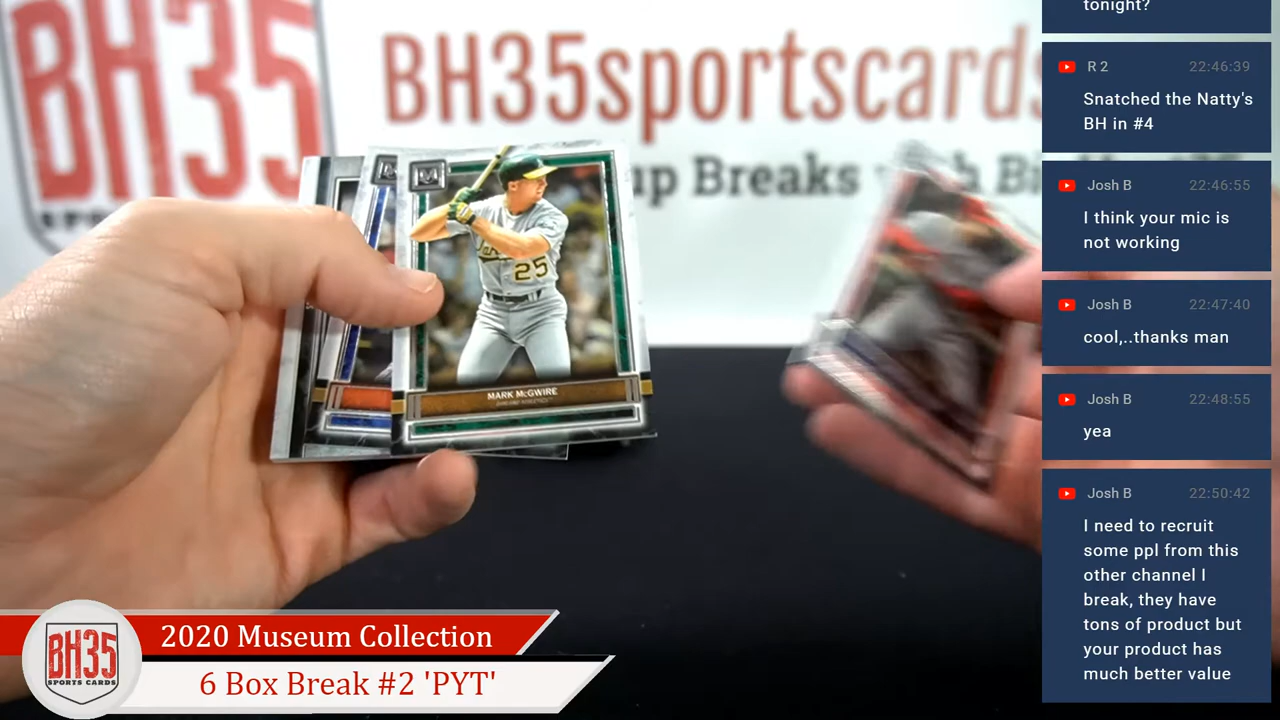 BH35
SPORTS CARDS
BH35sportscards
up Breaks
25
MARK McGWIRE
2020 Museum Collection
6 Box Break #2 'PYT'
BH35
SPORTS CARDS
tonight?
R 2 22:46:39
Snatched the Natty's
BH in #4
Josh B 22:46:55
I think your mic is
not working
Josh B 22:47:40
cool,..thanks man
Josh B 22:48:55
yea
Josh B 22:50:42
I need to recruit
some ppl from this
other channel I
break, they have
tons of product but
your product has
much better value